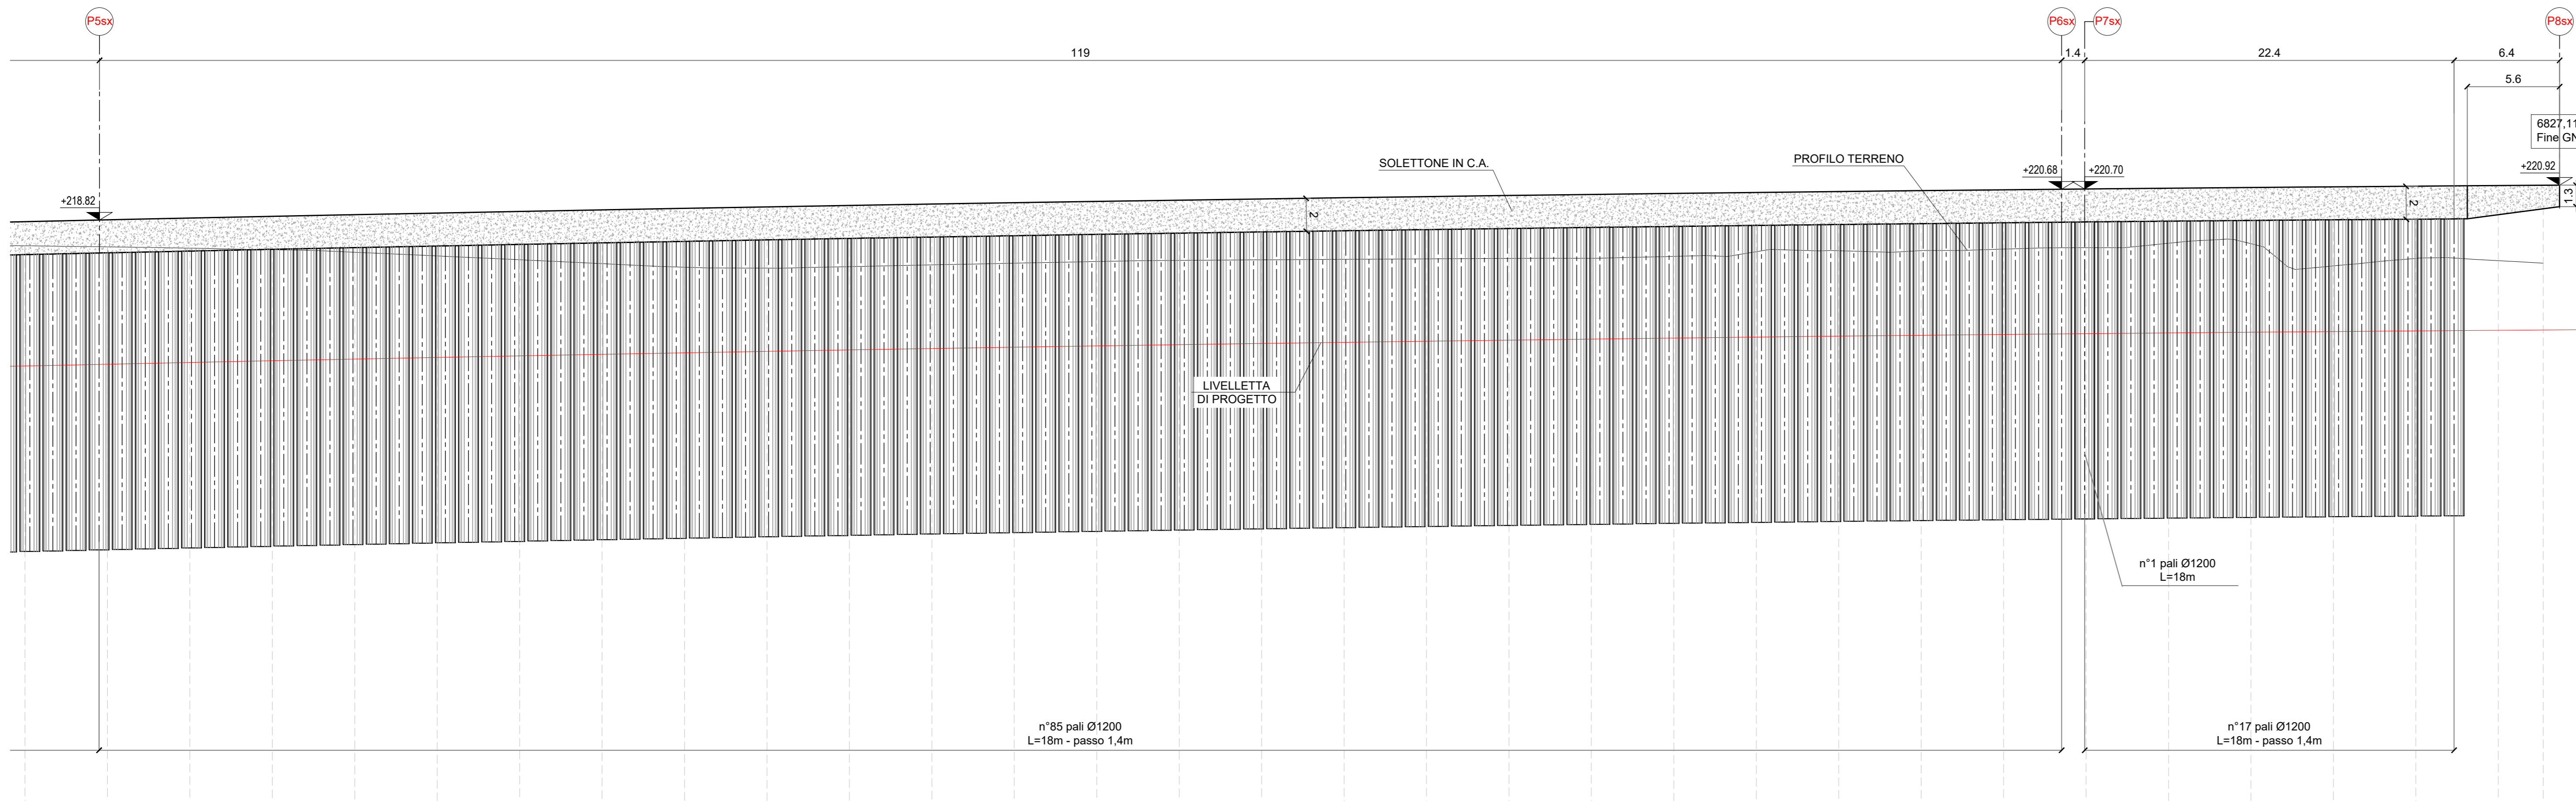 P5sx
P6sx
P7sx
P8sx
119
1.4
22.4
6.4
5.6
6827,11
Fine GN
SOLETTONE IN C.A.
PROFILO TERRENO
+220.68
+220.70
+220.92
+218.82
2
2
1.3
LIVELLETTA
DI PROGETTO
n°1 pali Ø1200
L=18m
n°85 pali Ø1200
L=18m - passo 1,4m
n°17 pali Ø1200
L=18m - passo 1,4m